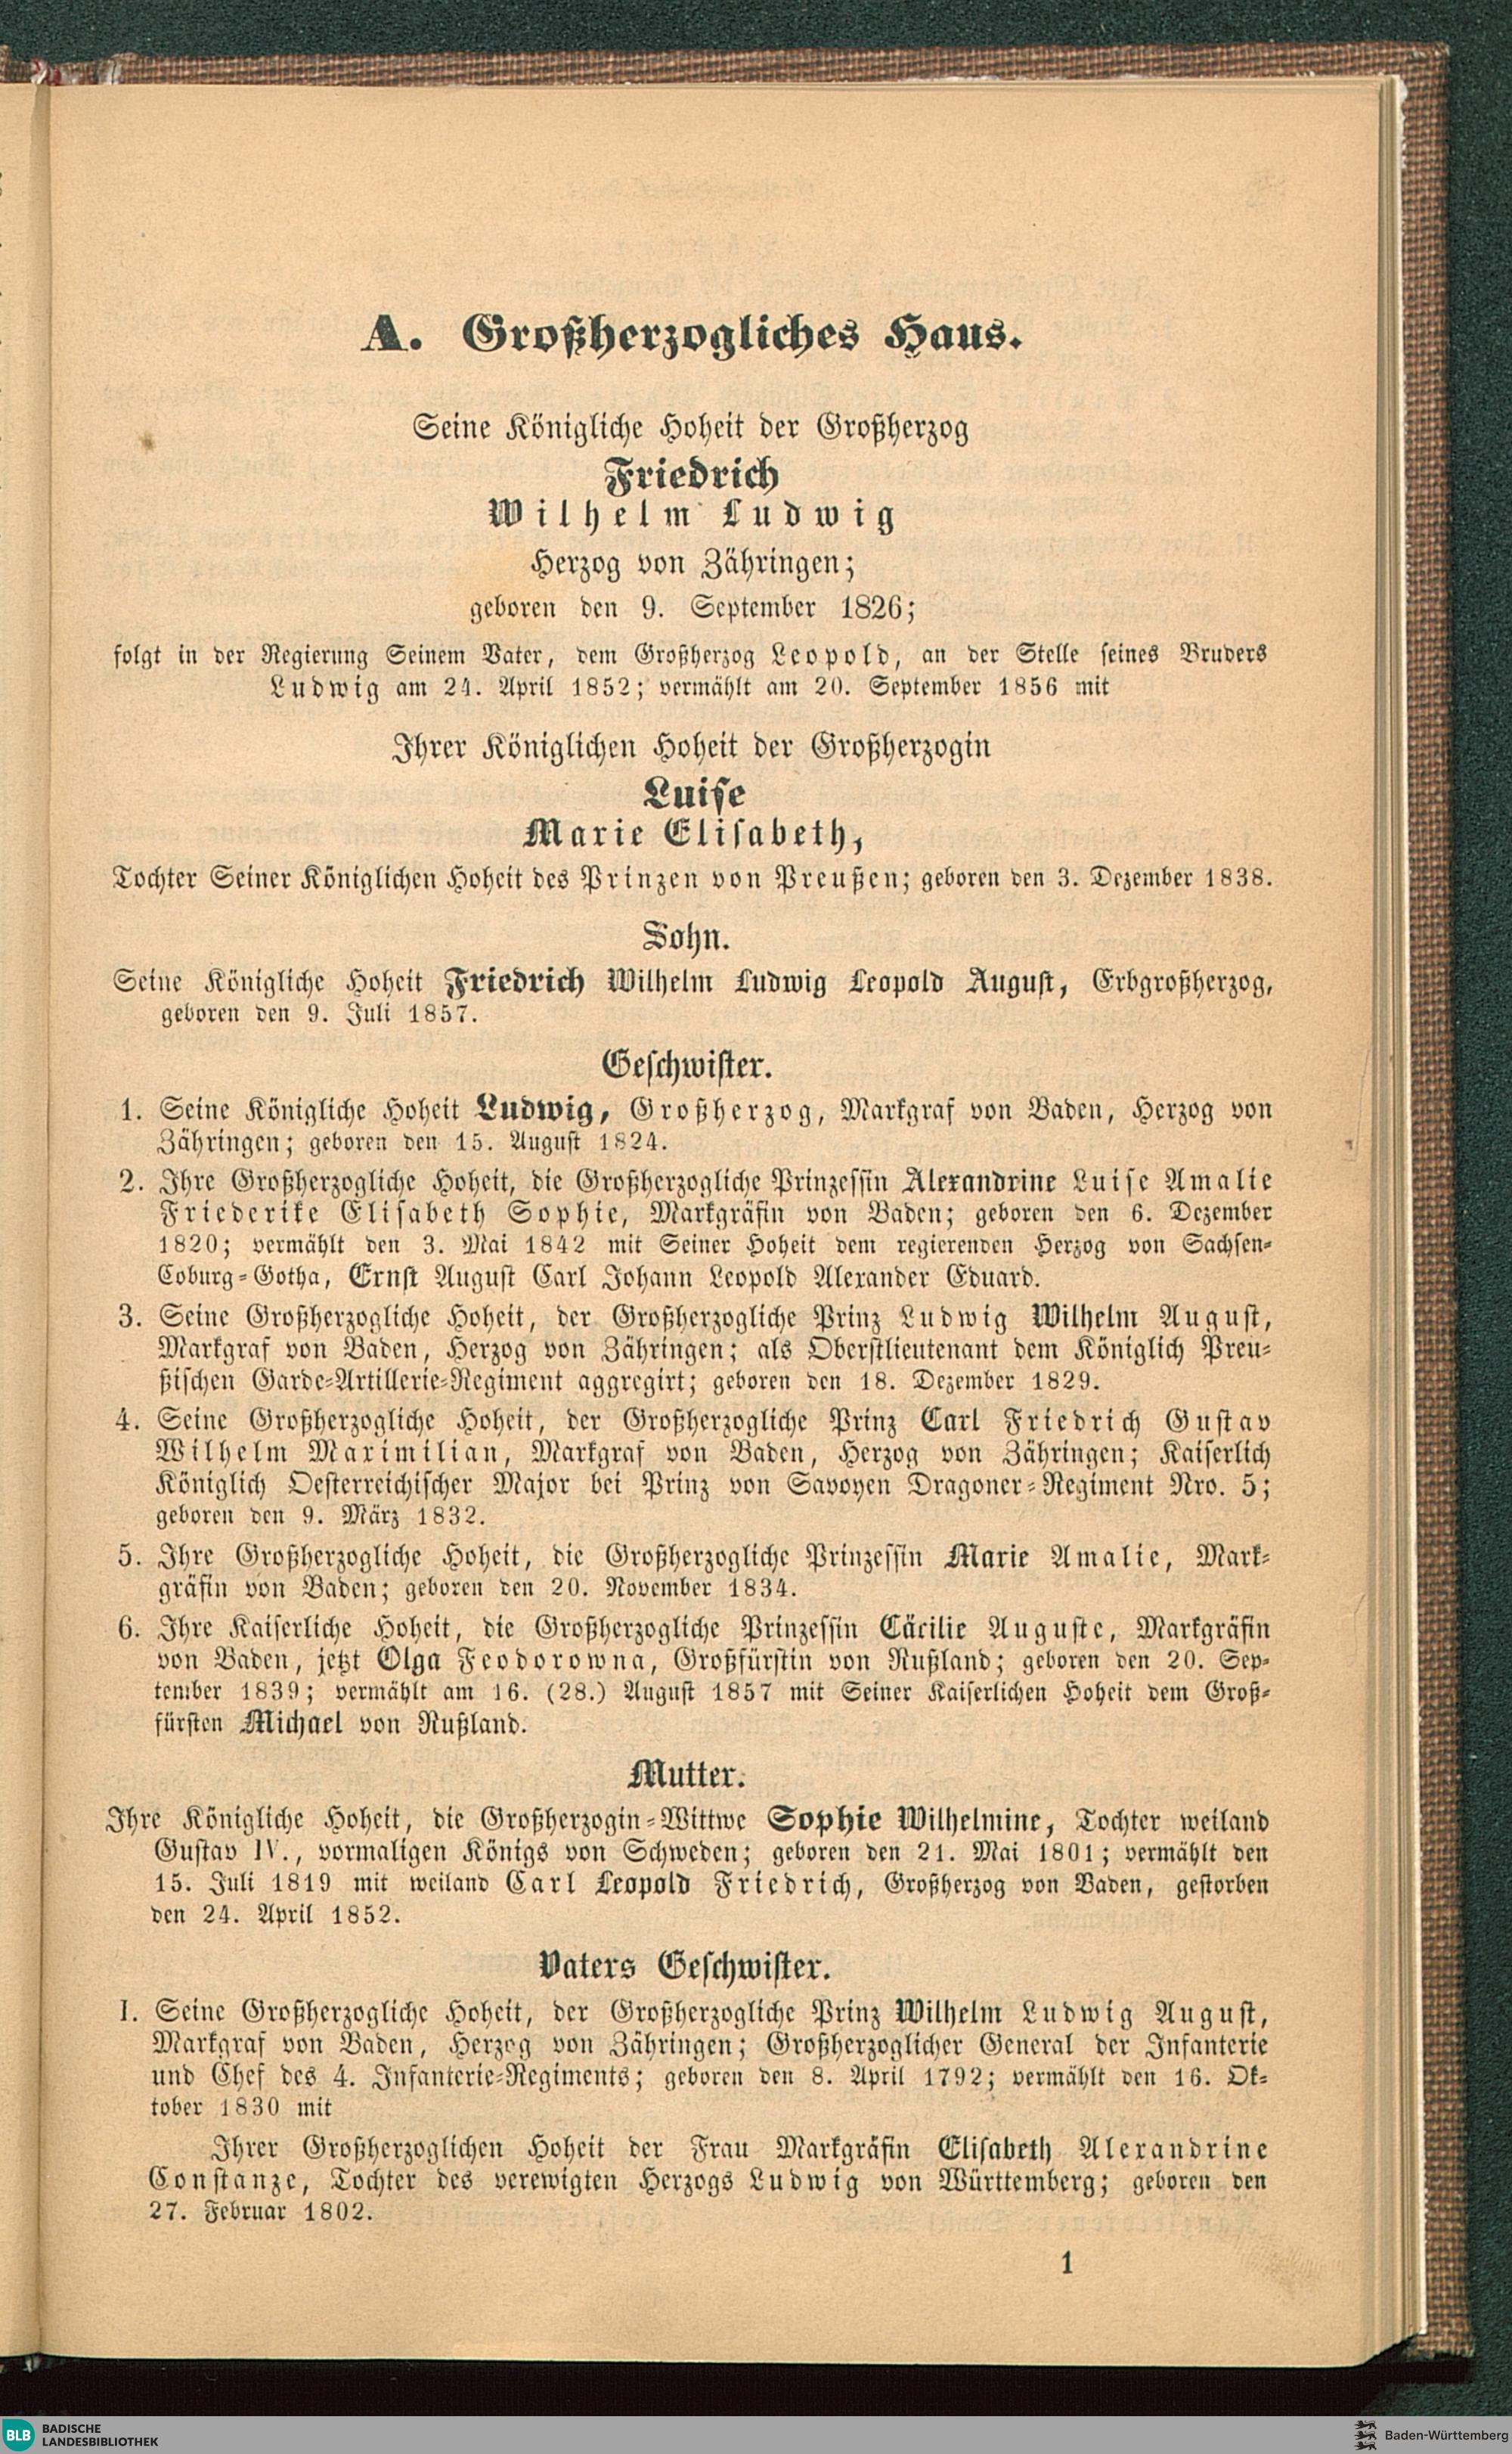 A. Großherzogliches Haus.
Seine Königliche Hoheit der Großherzog
Friedrich
Wilhelm Ludwig
Herzog von Zähringen;
geboren den 9. September 1826;
folgt in der Regierung Seinem Vater, dem Großherzog Leopold, an der Stelle seines Bruders
Ludwig am 24. April 1852; vermählt am 20. September 1856 mit
Ihrer Königlichen Hoheit der Großherzogin
Luise
Marie Elisabeth,
Tochter Seiner Königlichen Hoheit des Prinzen von Preußen; geboren den 3. Dezember 1838.
Sohn.
Seine Königliche Hoheit Friedrich Wilhelm Ludwig Leopold August, Erbgroßherzog,
geboren den 9. Juli 1857.
Geschwister.
1. Seine Königliche Hoheit Ludwig, Großherzog, Markgraf von Baden, Herzog von
Zähringen; geboren den 15. August 1824.
2. Ihre Großherzogliche Hoheit, die Großherzogliche Prinzessin Alexandrine Luise Amalie
Friederike Elisabeth Sophie, Markgräfin von Baden; geboren den 6. Dezember
1820; vermählt den 3. Mai 1842 mit Seiner Hoheit dem regierenden Herzog von Sachsen-
Coburg-Gotha, Ernst August Carl Johann Leopold Alexander Eduard.
3. Seine Großherzogliche Hoheit, der Großherzogliche Prinz Ludwig Wilhelm August,
Markgraf von Baden, Herzog von Zähringen; als Oberstlieutenant dem Königlich Preu-
ßischen Garde-Artillerie-Regiment aggregirt; geboren den 18. Dezember 1829.
4. Seine Großherzogliche Hoheit, der Großherzogliche Prinz Carl Friedrich Gustav
Wilhelm Maximilian, Markgraf von Baden, Herzog von Zähringen; Kaiserlich
Königlich Oesterreichischer Major bei Prinz von Savoyen Dragoner-Regiment Nro. 5;
geboren den 9. März 1832.
5. Ihre Großherzogliche Hoheit, die Großherzogliche Prinzessin Marie Amalie, Mark-
gräfin von Baden; geboren den 20. November 1834.
6. Ihre Kaiserliche Hoheit, die Großherzogliche Prinzessin Cäcilie Auguste, Markgräfin
von Baden, jetzt Olga Feodorowna, Großfürstin von Rußland; geboren den 20. Sep-
tember 1839; vermählt am 16. (28.) August 1857 mit Seiner Kaiserlichen Hoheit dem Groß-
fürsten Michael von Rußland.
Mutter.
Ihre Königliche Hoheit, die Großherzogin-Wittwe Sophie Wilhelmine, Tochter weiland
Gustav IV., vormaligen Königs von Schweden; geboren den 21. Mai 1801; vermählt den
15. Juli 1819 mit weiland Carl Leopold Friedrich, Großherzog von Baden, gestorben
den 24. April 1852.
Vaters Geschwister.
1. Seine Großherzogliche Hoheit, der Großherzogliche Prinz Wilhelm Ludwig August,
Markgraf von Baden, Herzog von Zähringen; Großherzoglicher General der Infanterie
und Chef des 4. Infanterie-Regiments; geboren den 8. April 1792; vermählt den 16. Ok-
tober 1830 mit
Ihrer Großherzoglichen Hoheit der Frau Markgräfin Elisabeth Alexandrine
Constanze, Tochter des verewigten Herzogs Ludwig von Württemberg; geboren den
27. Februar 1802.
1
BLB BADISCHE
LANDESBIBLIOTHEK
Baden-Württemberg